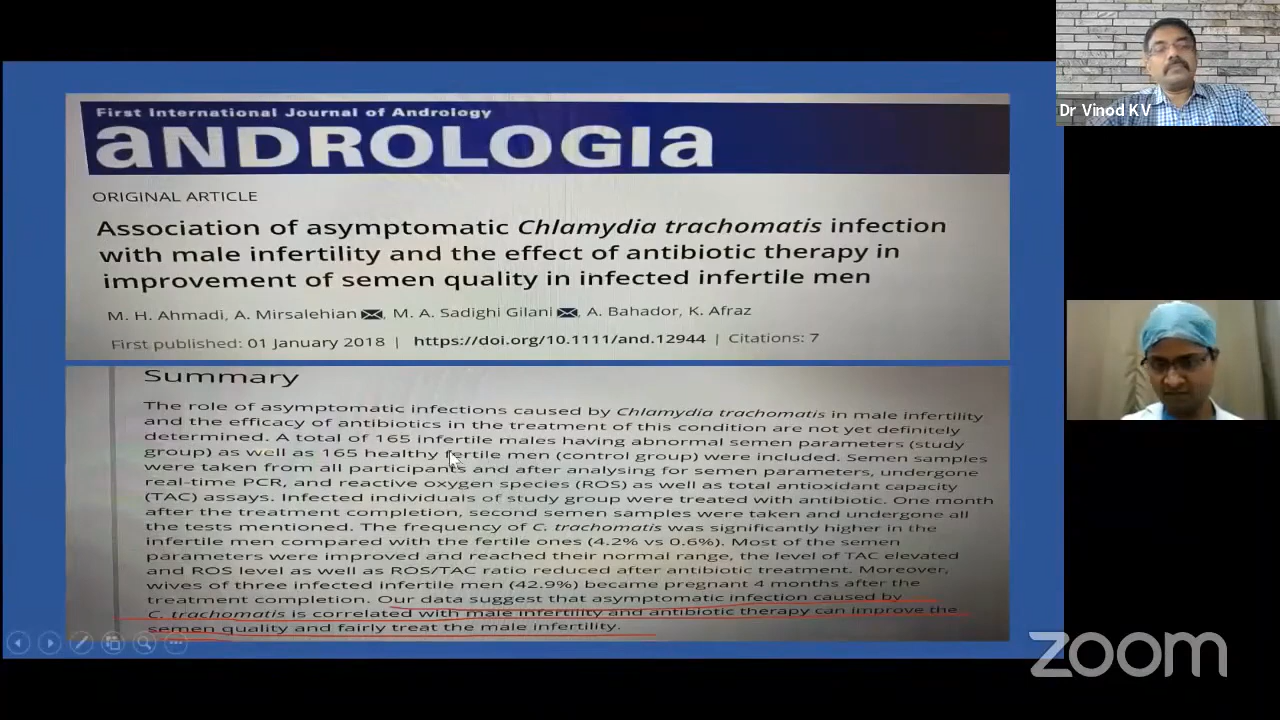 First International Journal of Andrology
aNDROLOGIa
ORIGINAL ARTICLE
Association of asymptomatic Chlamydia trachomatis infection
with male infertility and the effect of antibiotic therapy in
improvement of semen quality in infected infertile men
M. H. Ahmadi, A. Mirsalehian, M. A. Sadighi Gilani, A. Bahador, K. Afraz
First published: 01 January 2018 | https://doi.org/10.1111/and.12944 | Citations: 7
Summary
The role of asymptomatic infections caused by Chlamydia trachomatis in male infertility
and the efficacy of antibiotics in the treatment of this condition are not yet definitely
determined. A total of 165 infertile males having abnormal semen parameters (study
group) as well as 165 healthy fertile men (control group) were included. Semen samples
were taken from all participants and after analysing for semen parameters, undergone
real-time PCR, and reactive oxygen species (ROS) as well as total antioxidant capacity
(TAC) assays. Infected individuals of study group were treated with antibiotic. One month
after the treatment completion, second semen samples were taken and undergone all
the tests mentioned. The frequency of C. trachomatis was significantly higher in the
infertile men compared with the fertile ones (4.2% vs 0.6%). Most of the semen
parameters were improved and reached their normal range, the level of TAC elevated
and ROS level as well as ROS/TAC ratio reduced after antibiotic treatment. Moreover,
wives of three infected infertile men (42.9%) became pregnant 4 months after the
treatment completion. Our data suggest that asymptomatic infection caused by
C. trachomatis is correlated with male infertility and antibiotic therapy can improve the
semen quality and fairly treat the male infertility.
Dr Vinod K V
zoom